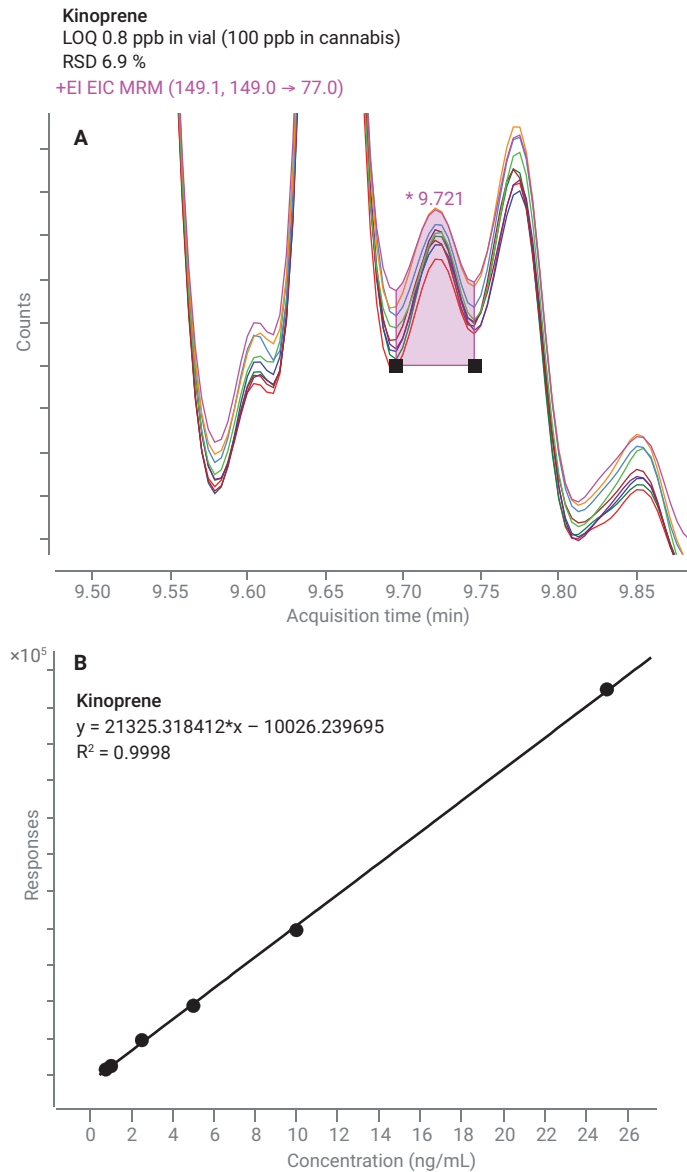 Kinoprene
LOQ 0.8 ppb in vial (100 ppb in cannabis)
RSD 6.9 %
+EI EIC MRM (149.1, 149.0 → 77.0)
A
* 9.721
Counts
9.50 9.55 9.60 9.65 9.70 9.75 9.80 9.85
Acquisition time (min)
×10⁵
B
Kinoprene
y = 21325.318412*x – 10026.239695
R² = 0.9998
Responses
0 2 4 6 8 10 12 14 16 18 20 22 24 26
Concentration (ng/mL)